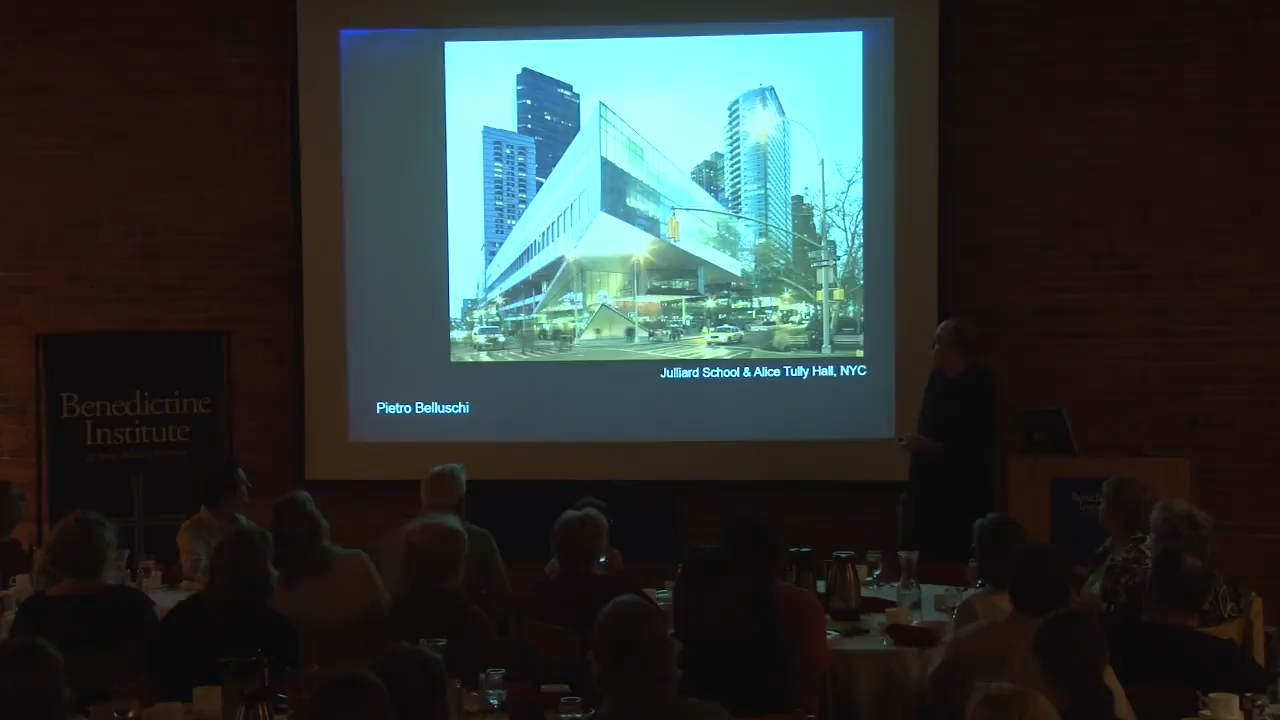 Julliard School & Alice Tully Hall, NYC
Pietro Belluschi
Benedictine
Institute